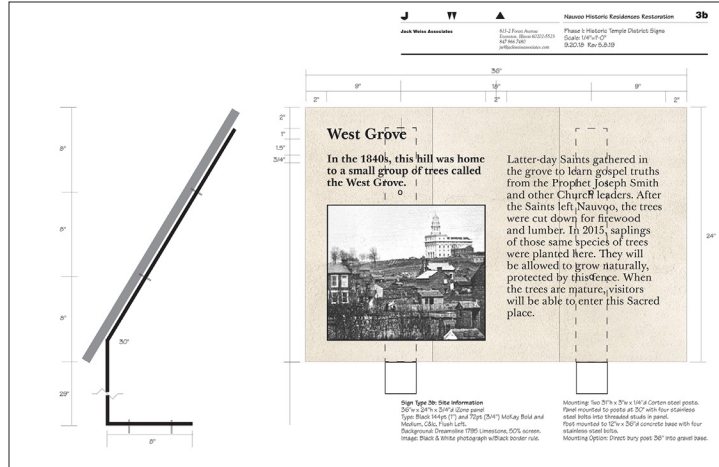 J W A
Nauvoo Historic Residences Restoration
3b
Jack Weiss Associates
Phase I: Historic Temple District Signs
Scale: 1/4"=1'-0"
9.20.18 Rev 5.8.19
36"
9"
18"
9"
2"
2"
2"
2"
1"
1.5"
3/4"
24"
8"
8"
8"
29"
30°
8"
West Grove
In the 1840s, this hill was home
to a small group of trees called
the West Grove.
Latter-day Saints gathered in
the grove to learn gospel truths
from the Prophet Joseph Smith
and other Church leaders. After
the Saints left Nauvoo, the trees
were cut down for firewood
and lumber. In 2015, saplings
of those same species of trees
were planted here. They will
be allowed to grow naturally,
protected by this fence. When
the trees are mature, visitors
will be able to enter this Sacred
place.
Sign Type 3b: Site Information
36"w x 24"h x 3/4"d iZone panel
Type: Black 144pt (1") and 72pt (3/4") McKay Bold and
Medium, C&lc, Flush Left.
Background: Dreamsline 1795 Limestone, 50% screen.
Image: Black & White photograph w/Black border rule.
Mounting: Two 31"h x 3"w x 1/4"d Corten steel posts.
Panel mounted to posts at 30° with four stainless
steel bolts into threaded studs in panel.
Post mounted to 12"w x 36"d concrete base with four
stainless steel bolts.
Mounting Option: Direct bury post 36" into gravel base.